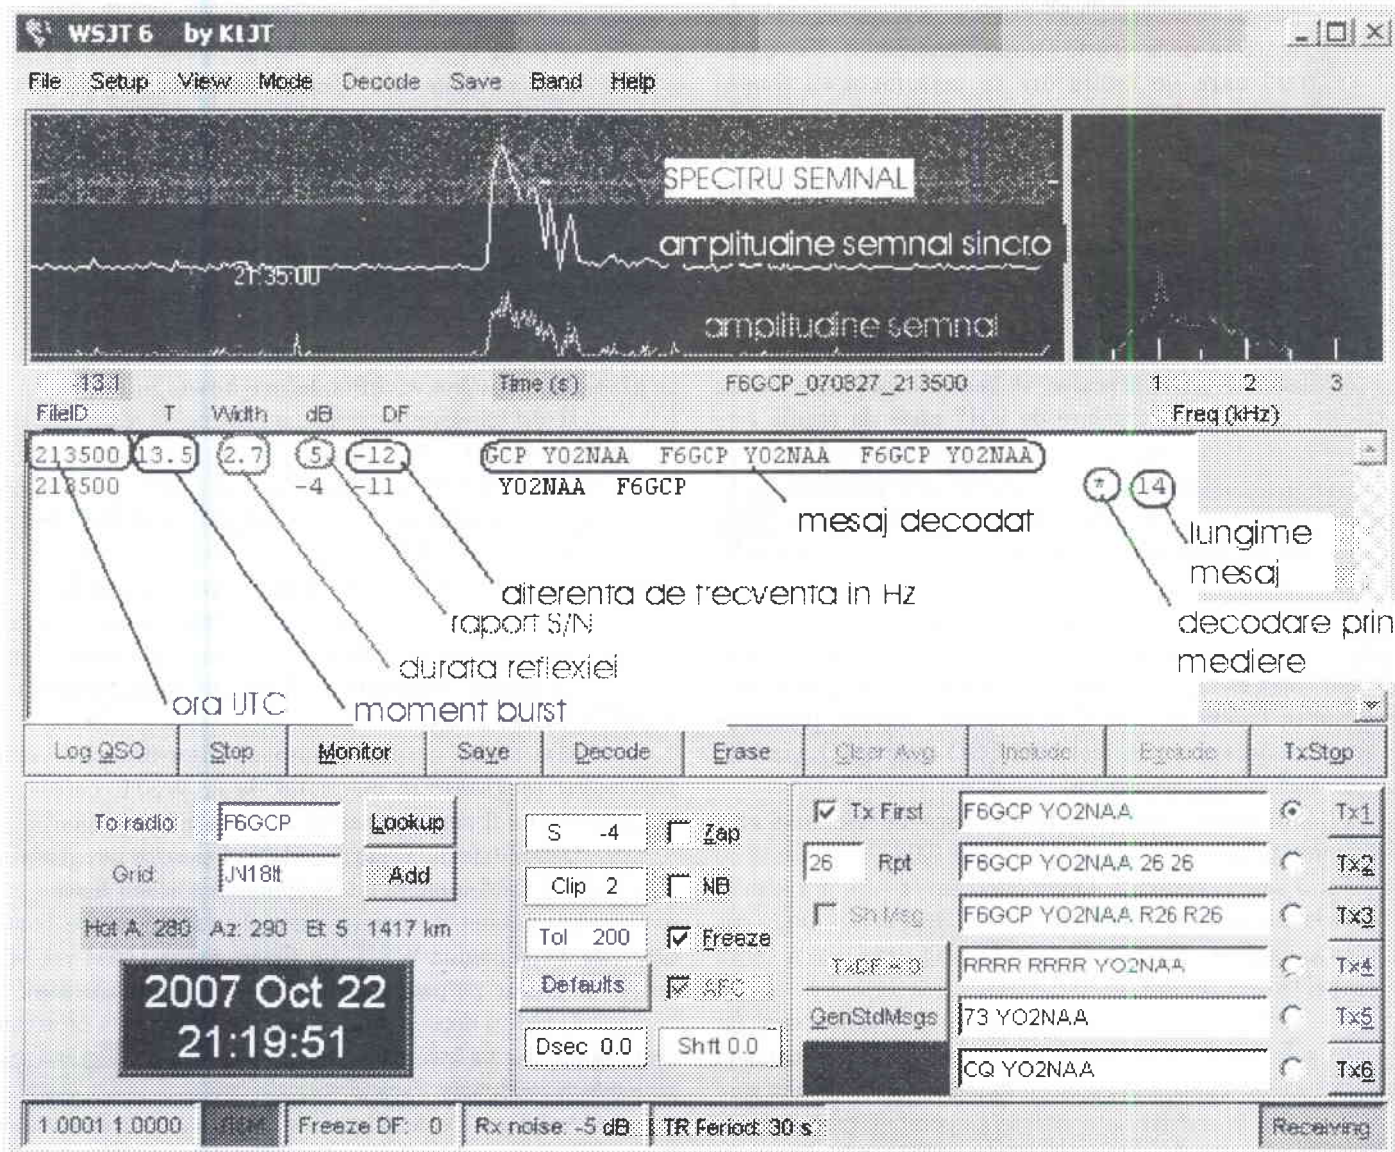 WSJT 6 by K1JT
File Setup View Mode Decode Save Band Help
SPECTRU SEMNAL
amplitudine semnal sincro
21:35:00
amplitudine semnal
13.1 Time (s) F6GCP_070827_213500 1 2 3
FileID T Width dB DF Freq (kHz)
213500 13.5 2.7 5 -12 GCP YO2NAA F6GCP YO2NAA F6GCP YO2NAA
213500 -4 -11 YO2NAA F6GCP * 14
mesaj decodat
lungime
mesaj
diferenta de frecventa in Hz
raport S/N
decodare prin
mediere
durata reflexiei
ora UTC
moment burst
Log QSO Stop Monitor Save Decode Erase Clear Avg Include Exclude TxStop
To radio: F6GCP Lookup
Grid: JN18lt Add
Hot A: 280 Az: 290 El: 5 1417 km
2007 Oct 22
21:19:51
S -4 Zap
Clip 2 NB
Tol 200 Freeze
Defaults AFC
Dsec 0.0 Shft 0.0
Tx First F6GCP YO2NAA Tx1
26 Rpt F6GCP YO2NAA 26 26 Tx2
Sh Msg F6GCP YO2NAA R26 R26 Tx3
TxDF = 0 RRRR RRRR YO2NAA Tx4
GenStdMsgs 73 YO2NAA Tx5
CQ YO2NAA Tx6
1.0001 1.0000 Freeze DF: 0 Rx noise: -5 dB TR Period: 30 s Receiving